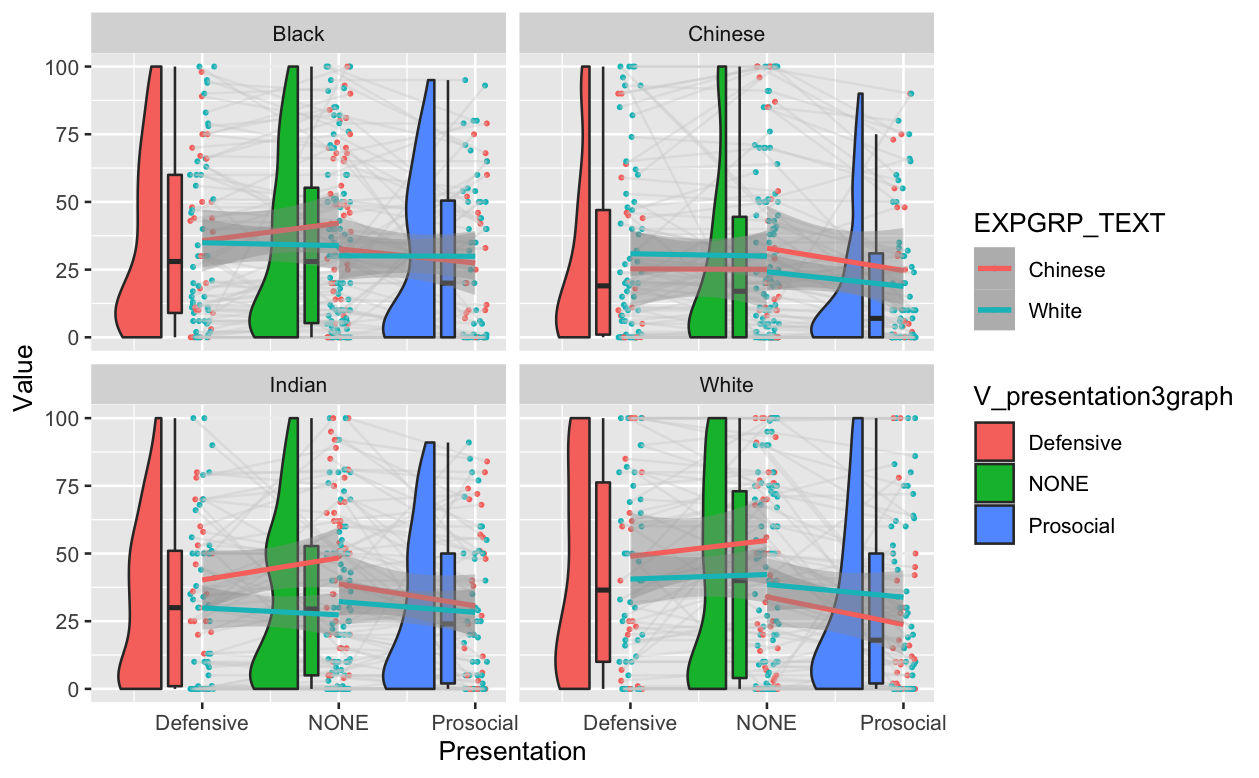 Black
Chinese
100
75
50
25
0
Indian
White
100
75
50
25
0
Defensive
NONE
Prosocial
Defensive
NONE
Prosocial
Presentation
Value
EXPGRP_TEXT
Chinese
White
V_presentation3graph
Defensive
NONE
Prosocial